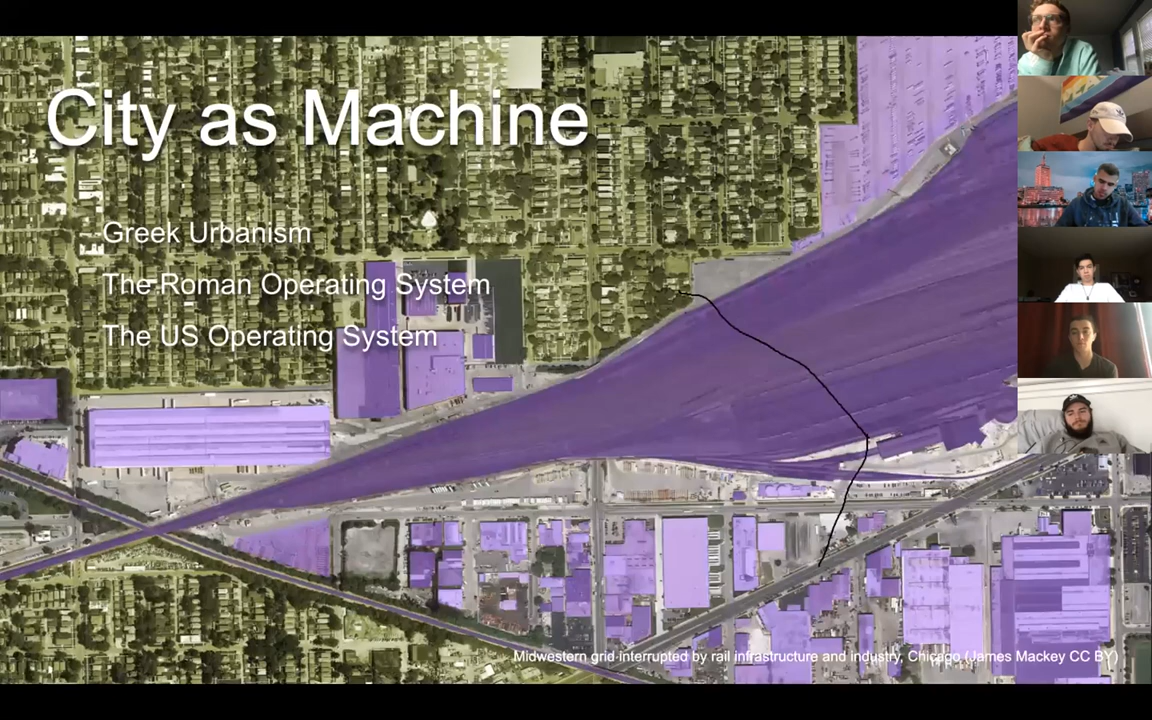 City as Machine
Greek Urbanism
The Roman Operating System
The US Operating System
Midwestern grid interrupted by rail infrastructure and industry, Chicago (James Mackey CC BY)